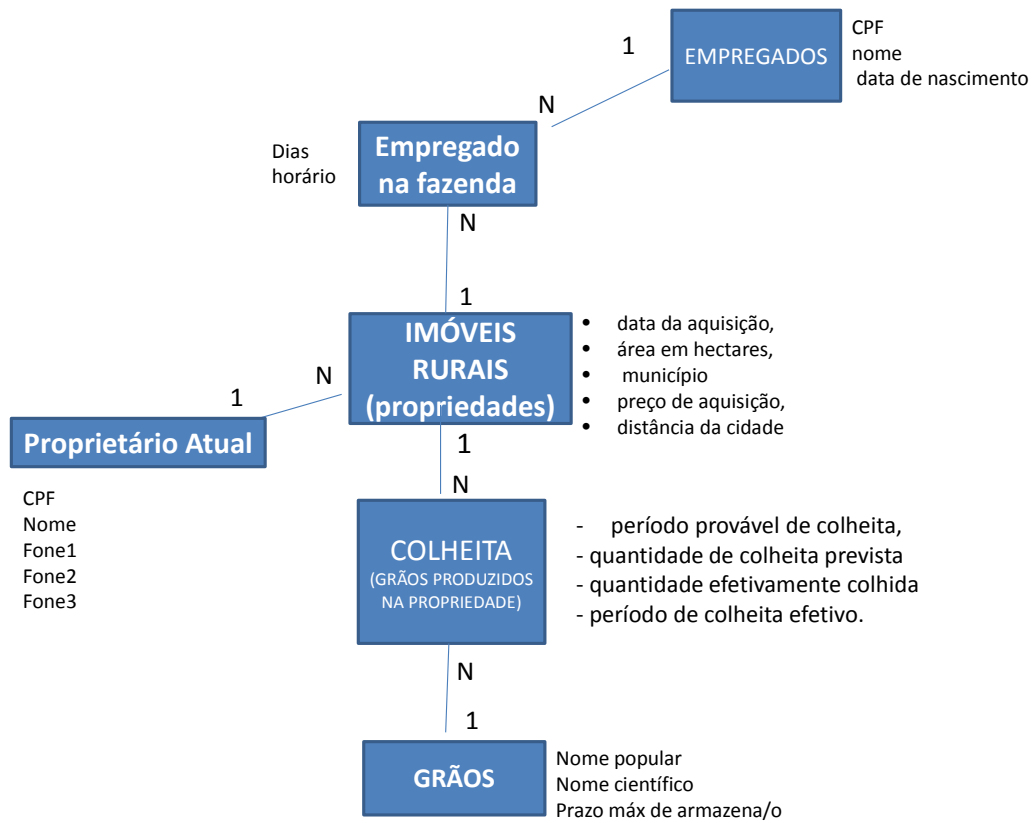 CPF
nome
data de nascimento
EMPREGADOS
1
N
Empregado
na fazenda
Dias
horário
N
1
IMÓVEIS
RURAIS
(propriedades)
• data da aquisição,
• área em hectares,
• município
• preço de aquisição,
• distância da cidade
N
1
Proprietário Atual
CPF
Nome
Fone1
Fone2
Fone3
1
N
COLHEITA
(GRÃOS PRODUZIDOS
NA PROPRIEDADE)
- período provável de colheita,
- quantidade de colheita prevista
- quantidade efetivamente colhida
- período de colheita efetivo.
N
1
GRÃOS
Nome popular
Nome científico
Prazo máx de armazena/o